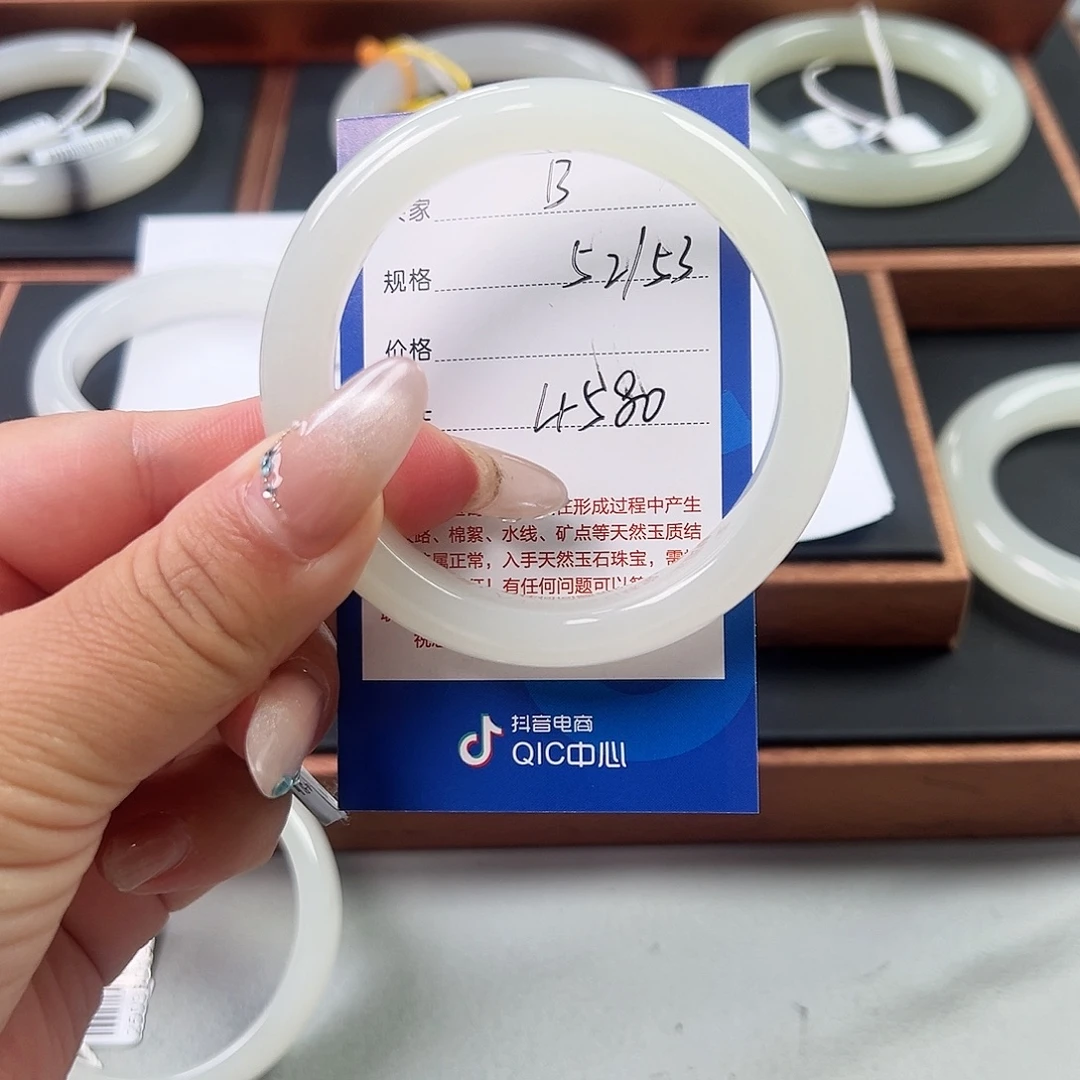 家 B
规格 52/53
价格
4580
在形成过程中产生
路、棉絮、水线、矿点等天然玉质结
属正常，入手天然玉石珠宝，需
有任何问题可以
祝
抖音电商
QIC中心